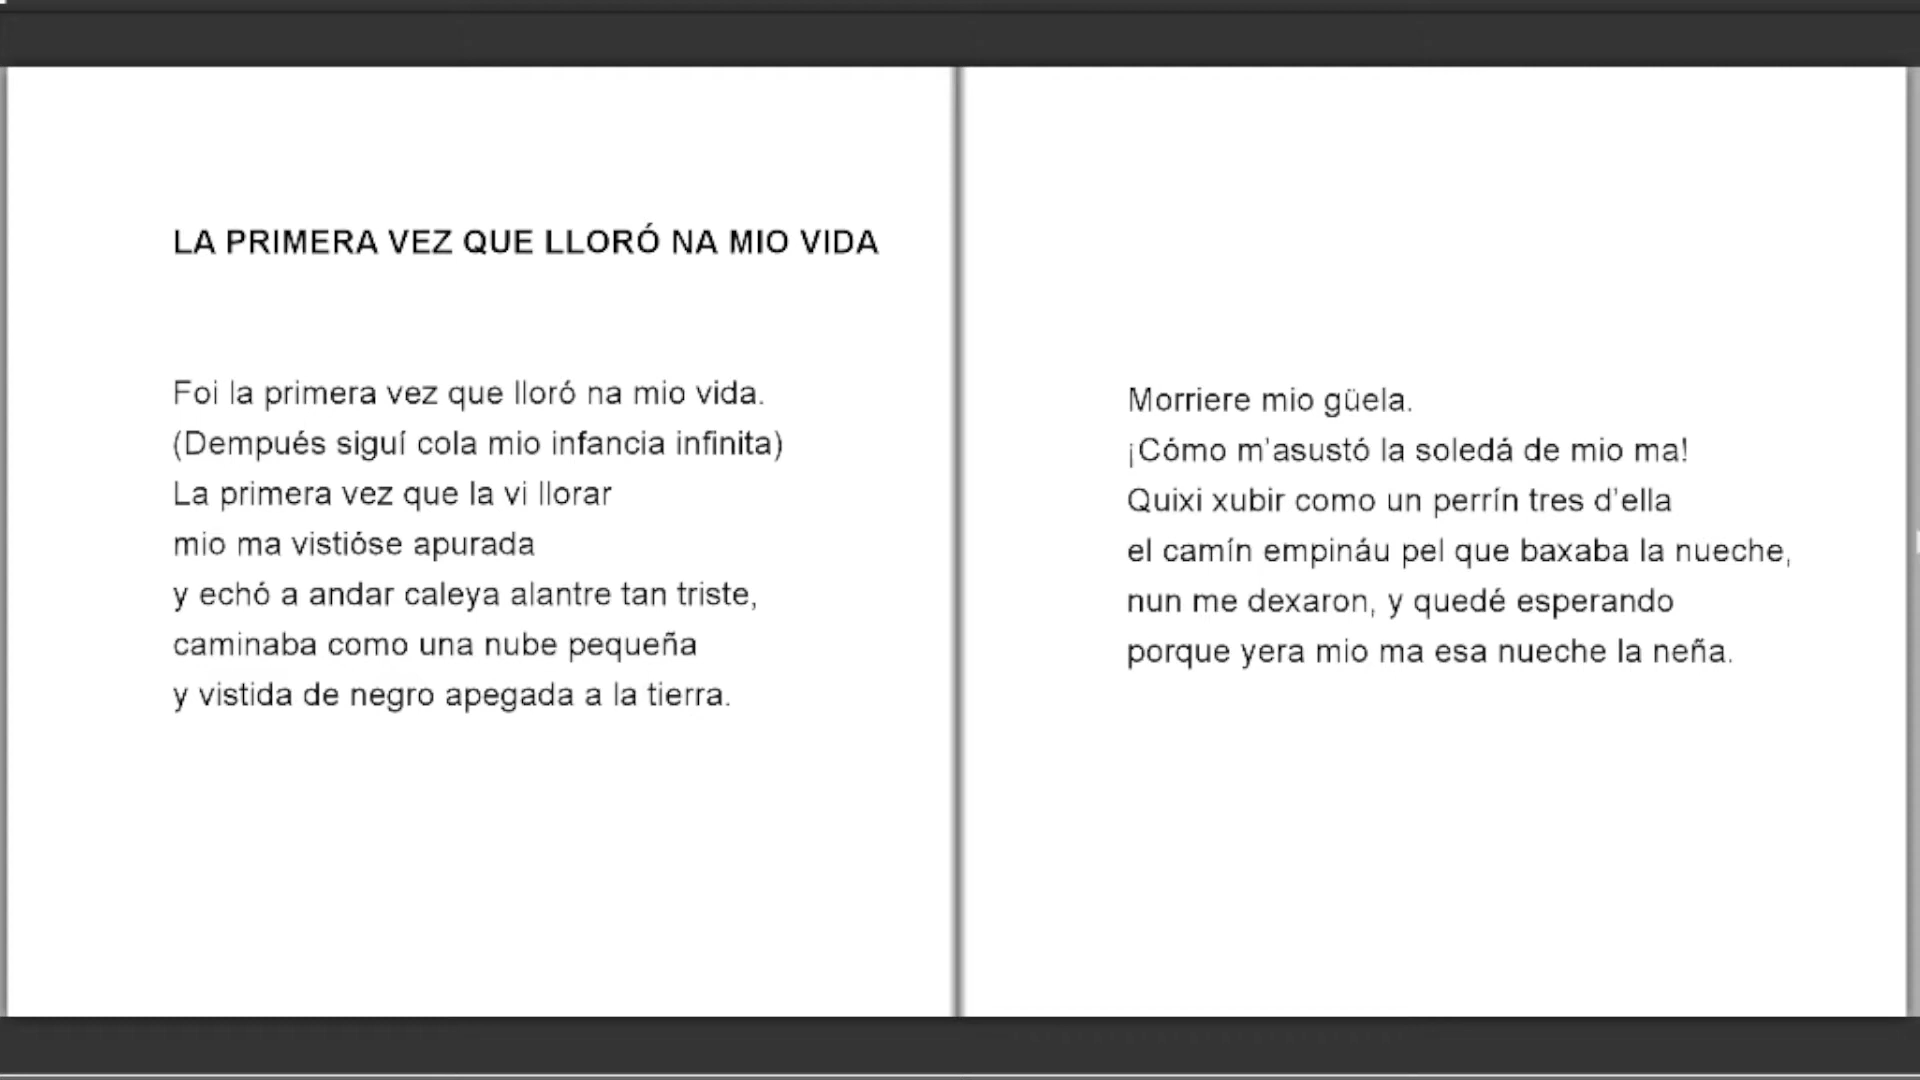 LA PRIMERA VEZ QUE LLORÓ NA MIO VIDA
Foi la primera vez que lloró na mio vida.
(Dempués siguí cola mio infancia infinita)
La primera vez que la vi llorar
mio ma vistióse apurada
y echó a andar caleya alantre tan triste,
caminaba como una nube pequeña
y vistida de negro apegada a la tierra.
Morriere mio güela.
¡Cómo m'asustó la soledá de mio ma!
Quixi xubir como un perrín tres d'ella
el camín empináu pel que baxaba la nueche,
nun me dexaron, y quedé esperando
porque yera mio ma esa nueche la neña.